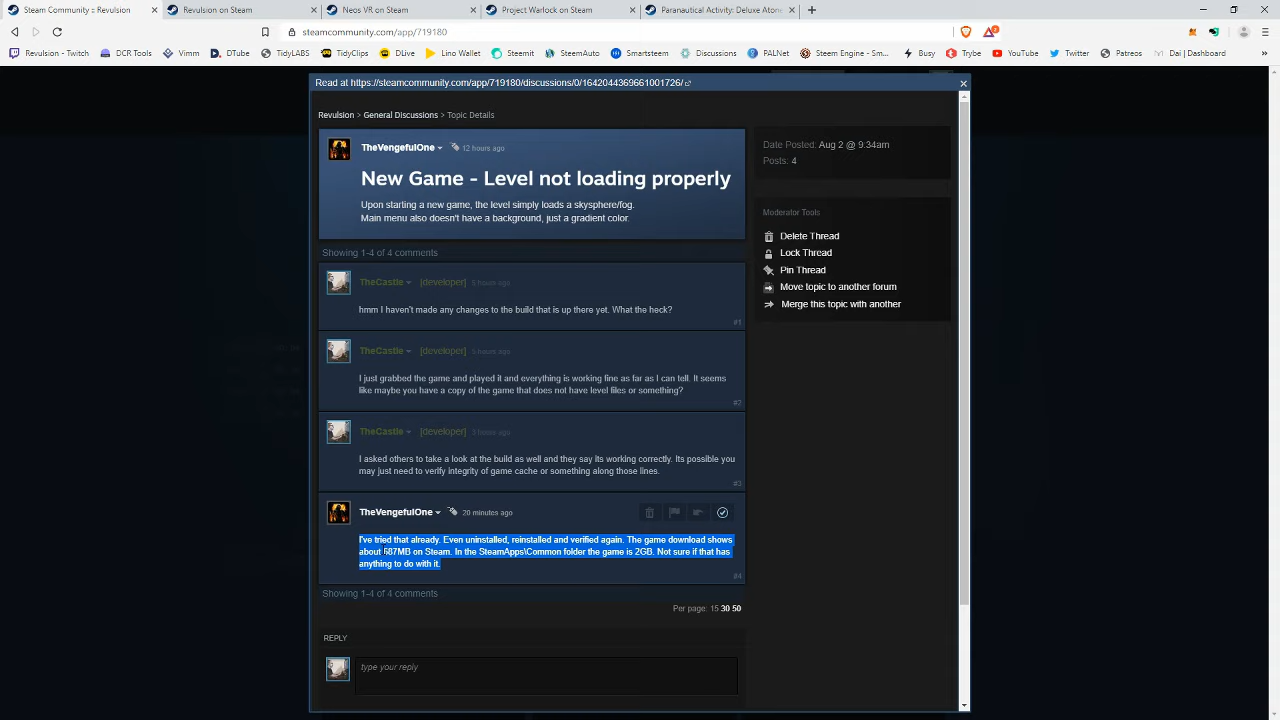 Steam Community :: Revulsion
Revulsion on Steam
Neos VR on Steam
Project Warlock on Steam
Paranautical Activity: Deluxe Aton
steamcommunity.com/app/719180
2
Revulsion - Twitch
DCR Tools
Vimm
DTube
TidyLABS
TidyClips
DLive
Lino Wallet
Steemit
SteemAuto
Smartsteem
Discussions
PALNet
Steem Engine - Sm...
Busy
Trybe
YouTube
Twitter
Patreos
Dai | Dashboard
Read at https://steamcommunity.com/app/719180/discussions/0/1642044369661001726/
Revulsion > General Discussions > Topic Details
TheVengefulOne 12 hours ago
New Game - Level not loading properly
Upon starting a new game, the level simply loads a skysphere/fog.
Main menu also doesn't have a background, just a gradient color.
Showing 1-4 of 4 comments
TheCastle [developer] 5 hours ago
hmm I haven't made any changes to the build that is up there yet. What the heck?
#1
TheCastle [developer] 5 hours ago
I just grabbed the game and played it and everything is working fine as far as I can tell. It seems
like maybe you have a copy of the game that does not have level files or something?
#2
TheCastle [developer] 3 hours ago
I asked others to take a look at the build as well and they say its working correctly. Its possible you
may just need to verify integrity of game cache or something along those lines.
#3
TheVengefulOne 20 minutes ago
I've tried that already. Even uninstalled, reinstalled and verified again. The game download shows
about 687MB on Steam. In the SteamApps\Common folder the game is 2GB. Not sure if that has
anything to do with it.
#4
Showing 1-4 of 4 comments
Per page: 15 30 50
REPLY
type your reply
Date Posted: Aug 2 @ 9:34am
Posts: 4
Moderator Tools
Delete Thread
Lock Thread
Pin Thread
Move topic to another forum
Merge this topic with another